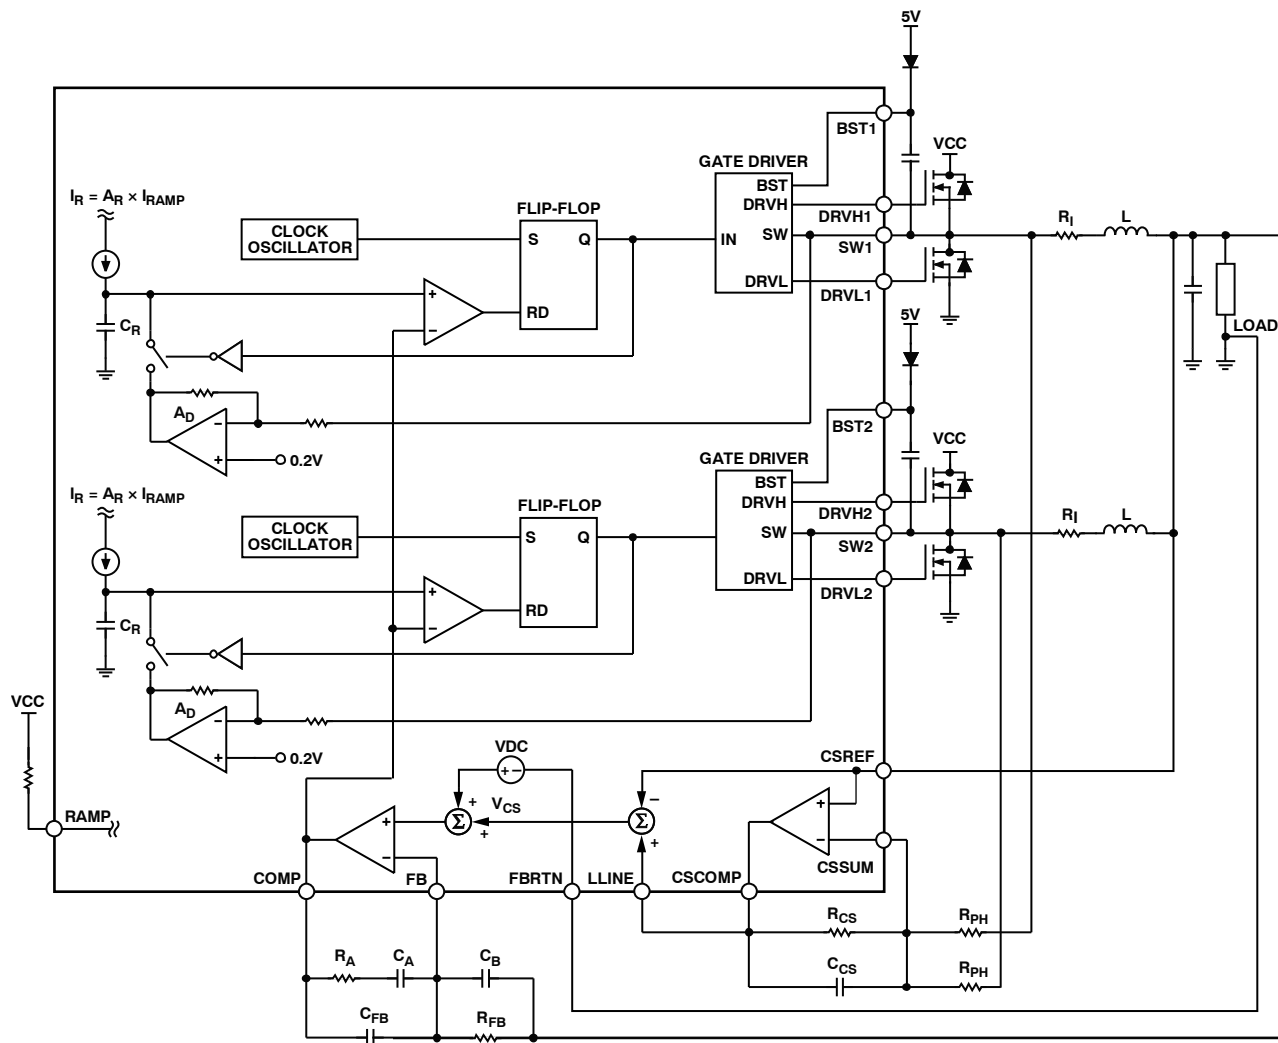 5V
BST1
VCC
GATE DRIVER
I_R = A_R × I_RAMP
BST
FLIP-FLOP
DRVH
DRVH1
R_I
L
CLOCK
OSCILLATOR
S
Q
IN
SW
SW1
DRVL
DRVL1
+
5V
C_R
RD
−
LOAD
A_D
−
BST2
+
0.2V
VCC
GATE DRIVER
I_R = A_R × I_RAMP
BST
FLIP-FLOP
DRVH
DRVH2
R_I
L
CLOCK
OSCILLATOR
S
Q
SW
SW2
DRVL
DRVL2
+
C_R
RD
−
VCC
A_D
−
+
0.2V
VDC
CSREF
+ −
RAMP
+
V_CS
−
+
+
Σ
+
Σ
+
−
−
CSSUM
COMP
FB
FBRTN
LLINE
CSCOMP
R_CS
R_PH
R_A
C_A
C_B
C_CS
R_PH
C_FB
R_FB